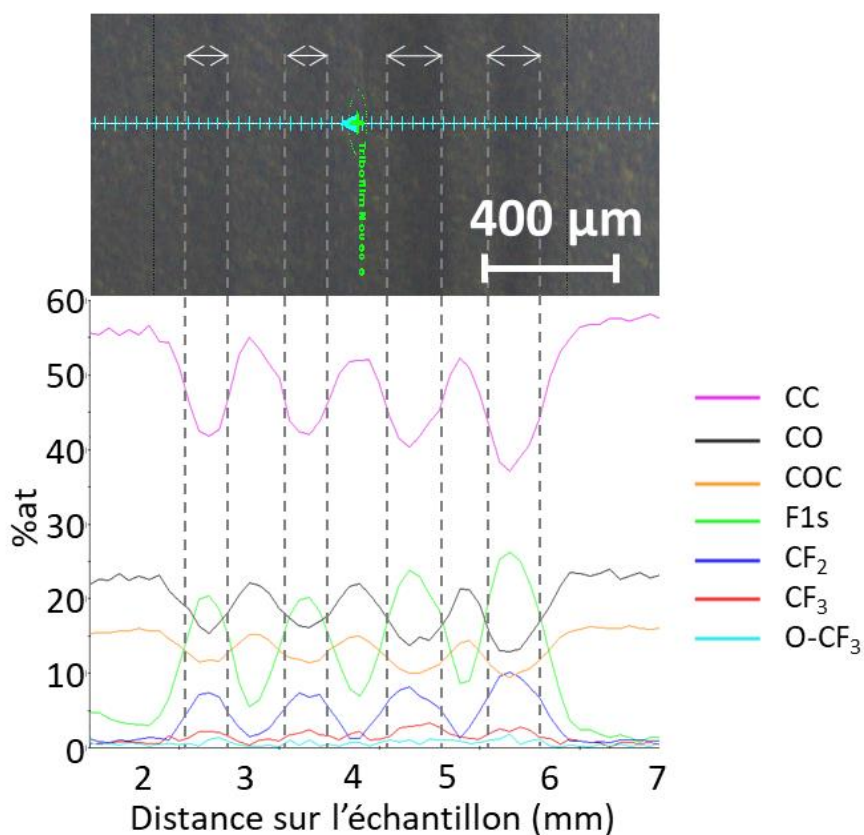 400 µm
60
50
40
30
20
10
0
%at
2 3 4 5 6 7
Distance sur l'échantillon (mm)
CC
CO
COC
F1s
CF₂
CF₃
O-CF₃